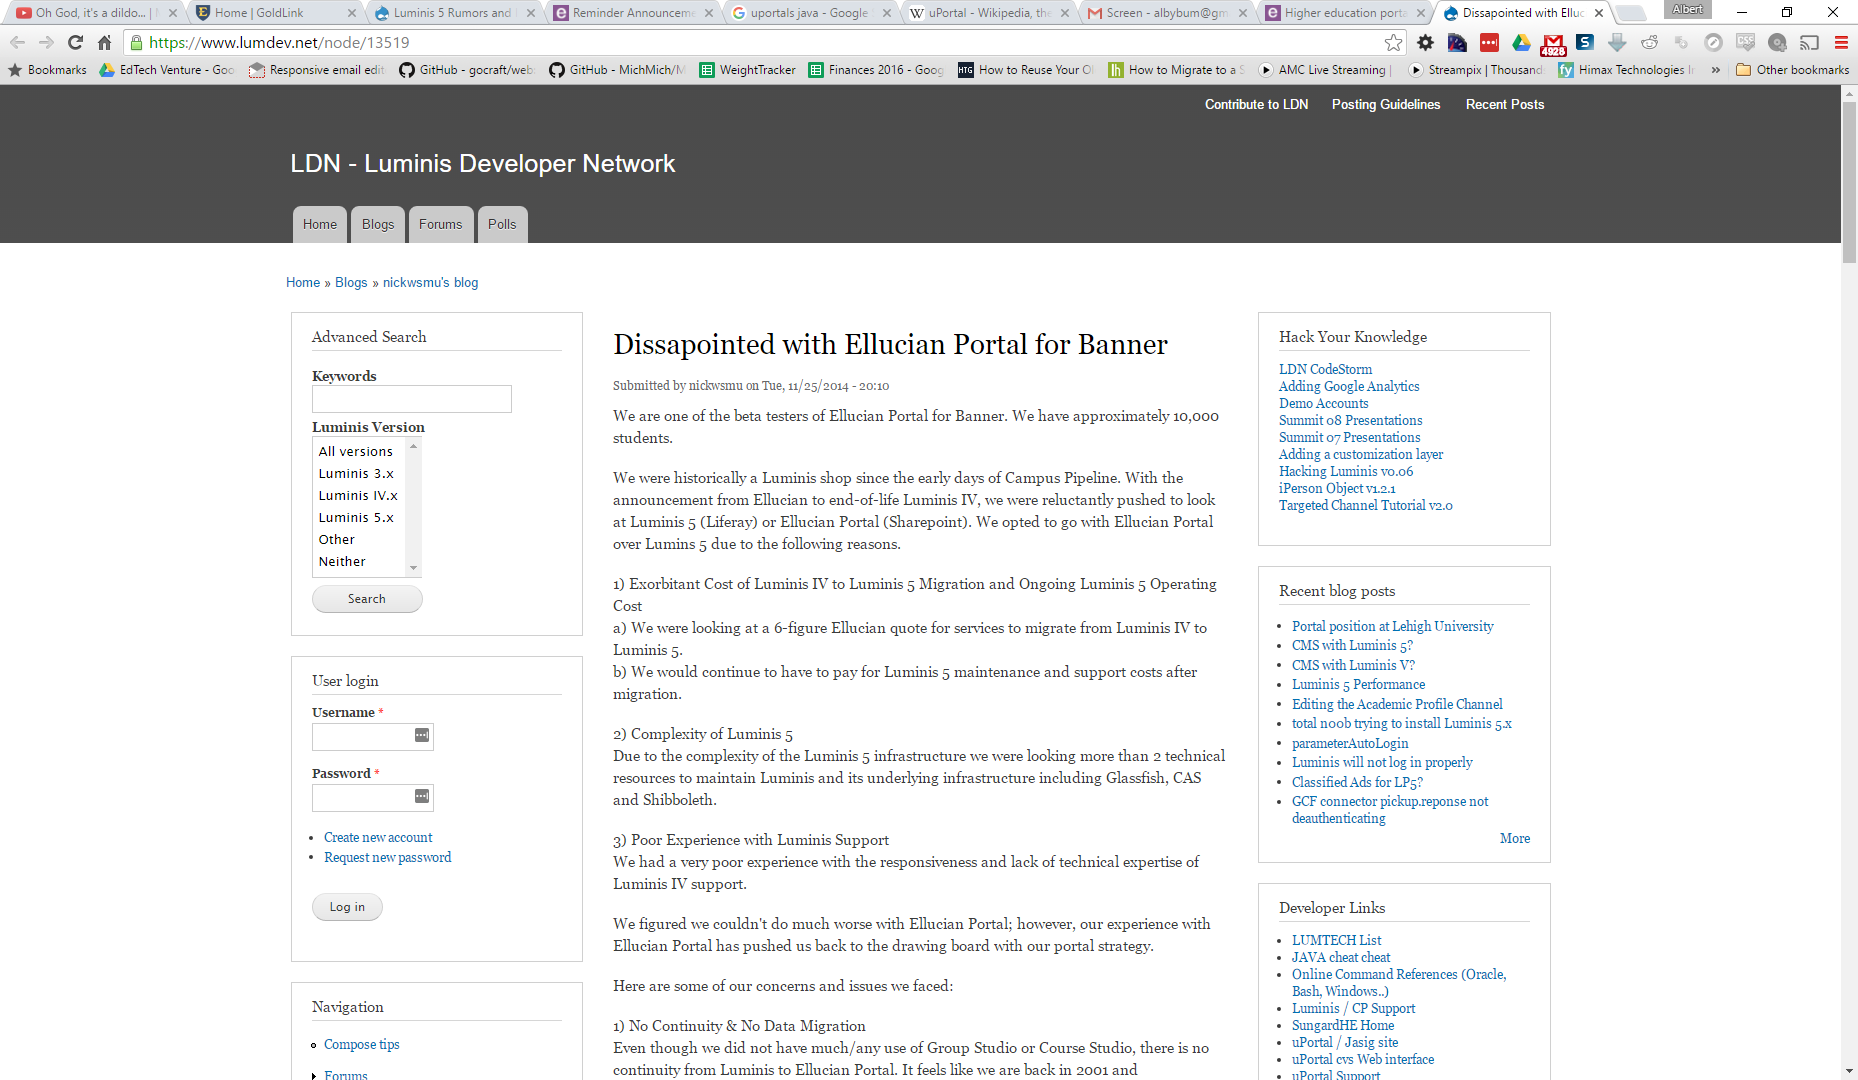 Oh God, it's a dildo... |
Home | GoldLink
Luminis 5 Rumors and
Reminder Announceme
uportals java - Google
uPortal - Wikipedia, the
Screen - albybum@gm
Higher education porta
Dissapointed with Elluc
Albert
https://www.lumdev.net/node/13519
4928
Bookmarks
EdTech Venture - Goo
Responsive email edit
GitHub - gocraft/web:
GitHub - MichMich/M
WeightTracker
Finances 2016 - Goog
HTG How to Reuse Your Ol
How to Migrate to a S
AMC Live Streaming |
Streampix | Thousand
Himax Technologies I
» Other bookmarks
Contribute to LDN Posting Guidelines Recent Posts
LDN - Luminis Developer Network
Home Blogs Forums Polls
Home » Blogs » nickwsmu's blog
Advanced Search
Keywords
Luminis Version
All versions
Luminis 3.x
Luminis IV.x
Luminis 5.x
Other
Neither
Search
User login
Username *
Password *
Create new account
Request new password
Log in
Navigation
Compose tips
Forums
Dissapointed with Ellucian Portal for Banner
Submitted by nickwsmu on Tue, 11/25/2014 - 20:10
We are one of the beta testers of Ellucian Portal for Banner. We have approximately 10,000
students.
We were historically a Luminis shop since the early days of Campus Pipeline. With the
announcement from Ellucian to end-of-life Luminis IV, we were reluctantly pushed to look
at Luminis 5 (Liferay) or Ellucian Portal (Sharepoint). We opted to go with Ellucian Portal
over Lumins 5 due to the following reasons.
1) Exorbitant Cost of Luminis IV to Luminis 5 Migration and Ongoing Luminis 5 Operating
Cost
a) We were looking at a 6-figure Ellucian quote for services to migrate from Luminis IV to
Luminis 5.
b) We would continue to have to pay for Luminis 5 maintenance and support costs after
migration.
2) Complexity of Luminis 5
Due to the complexity of the Luminis 5 infrastructure we were looking more than 2 technical
resources to maintain Luminis and its underlying infrastructure including Glassfish, CAS
and Shibboleth.
3) Poor Experience with Luminis Support
We had a very poor experience with the responsiveness and lack of technical expertise of
Luminis IV support.
We figured we couldn't do much worse with Ellucian Portal; however, our experience with
Ellucian Portal has pushed us back to the drawing board with our portal strategy.
Here are some of our concerns and issues we faced:
1) No Continuity & No Data Migration
Even though we did not have much/any use of Group Studio or Course Studio, there is no
continuity from Luminis to Ellucian Portal. It feels like we are back in 2001 and
Hack Your Knowledge
LDN CodeStorm
Adding Google Analytics
Demo Accounts
Summit 08 Presentations
Summit 07 Presentations
Adding a customization layer
Hacking Luminis v0.06
iPerson Object v1.2.1
Targeted Channel Tutorial v2.0
Recent blog posts
Portal position at Lehigh University
CMS with Luminis 5?
CMS with Luminis V?
Luminis 5 Performance
Editing the Academic Profile Channel
total noob trying to install Luminis 5.x
parameterAutoLogin
Luminis will not log in properly
Classified Ads for LP5?
GCF connector pickup.reponse not
deauthenticating
More
Developer Links
LUMTECH List
JAVA cheat cheat
Online Command References (Oracle,
Bash, Windows..)
Luminis / CP Support
SungardHE Home
uPortal / Jasig site
uPortal cvs Web interface
uPortal Support